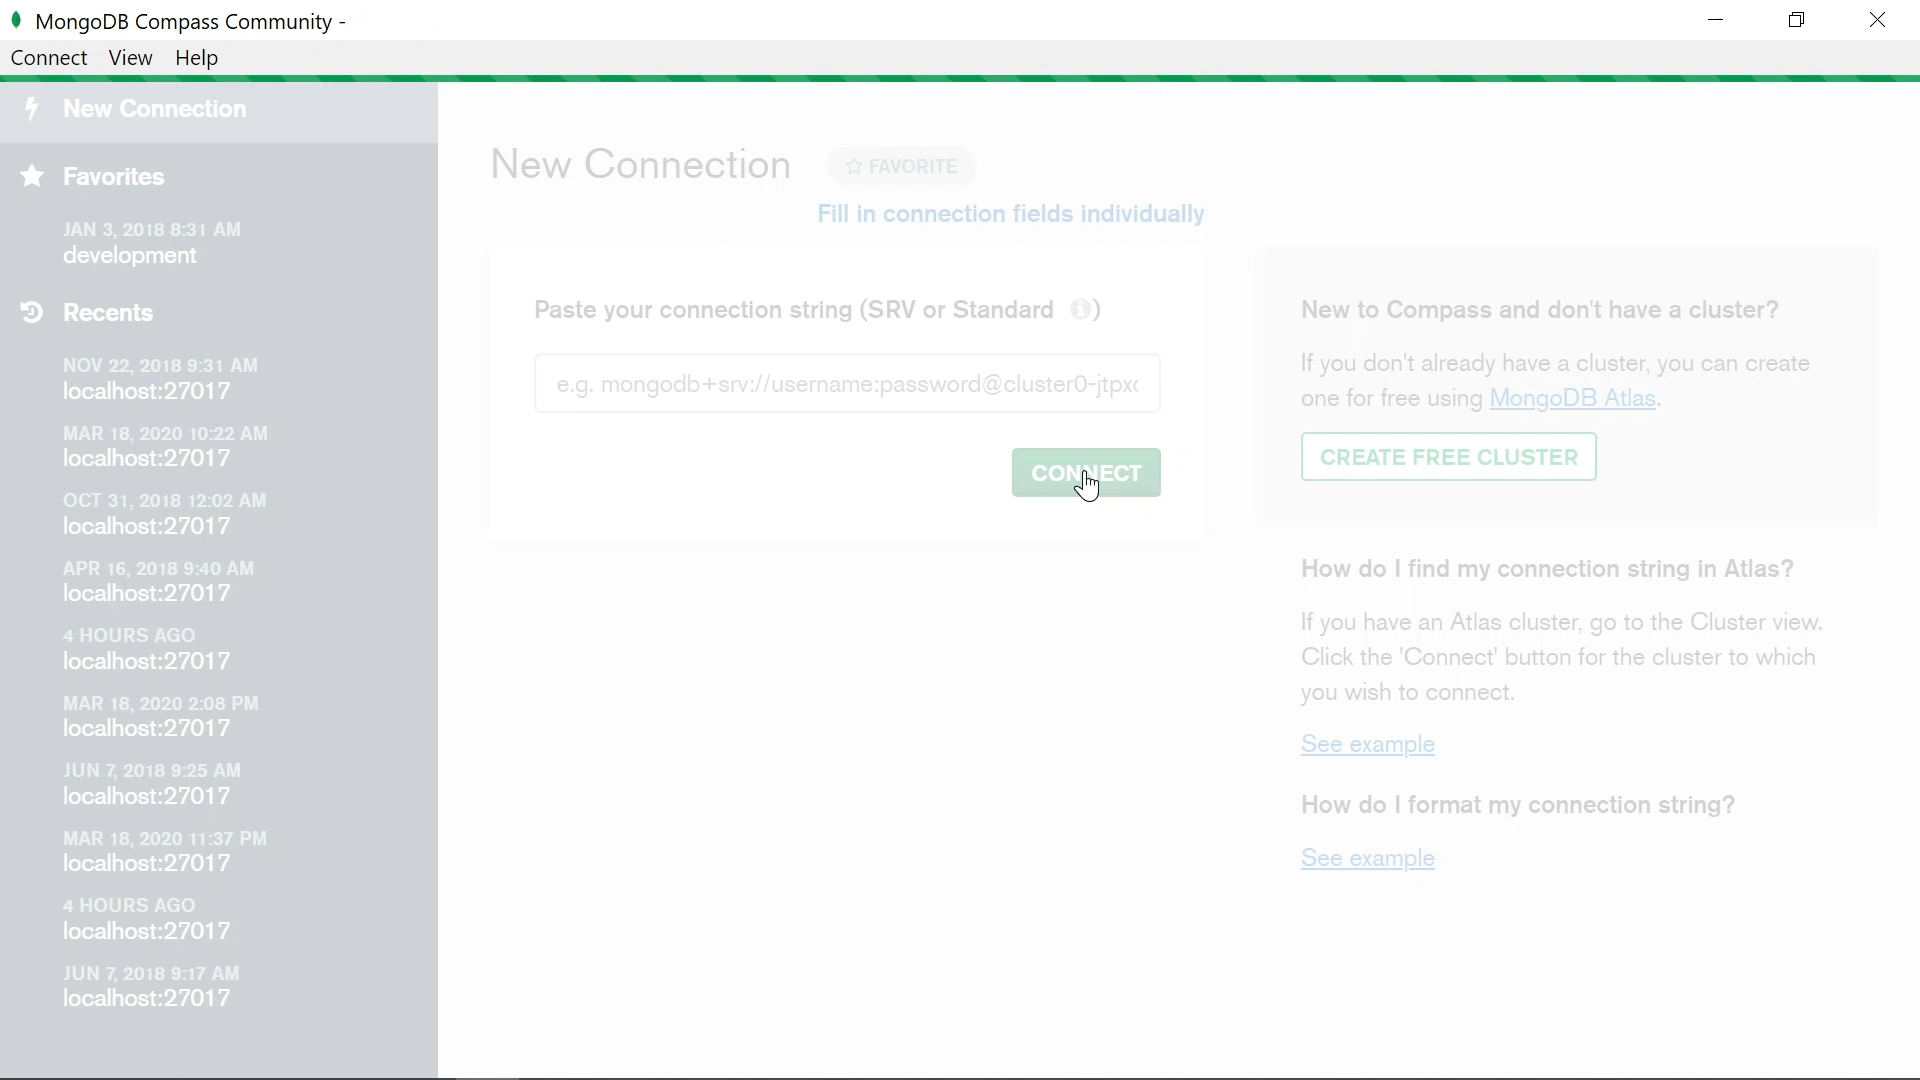 MongoDB Compass Community -
Connect View Help
New Connection
Favorites
JAN 3, 2018 8:31 AM
development
Recents
NOV 22, 2018 9:31 AM
localhost:27017
MAR 18, 2020 10:22 AM
localhost:27017
OCT 31, 2018 12:02 AM
localhost:27017
APR 16, 2018 9:40 AM
localhost:27017
4 HOURS AGO
localhost:27017
MAR 18, 2020 2:08 PM
localhost:27017
JUN 7, 2018 9:25 AM
localhost:27017
MAR 18, 2020 11:37 PM
localhost:27017
4 HOURS AGO
localhost:27017
JUN 7, 2018 9:17 AM
localhost:27017
New Connection
FAVORITE
Fill in connection fields individually
Paste your connection string (SRV or Standard )
e.g. mongodb+srv://username:password@cluster0-jtpx
CONNECT
New to Compass and don't have a cluster?
If you don't already have a cluster, you can create
one for free using MongoDB Atlas.
CREATE FREE CLUSTER
How do I find my connection string in Atlas?
If you have an Atlas cluster, go to the Cluster view.
Click the 'Connect' button for the cluster to which
you wish to connect.
See example
How do I format my connection string?
See example